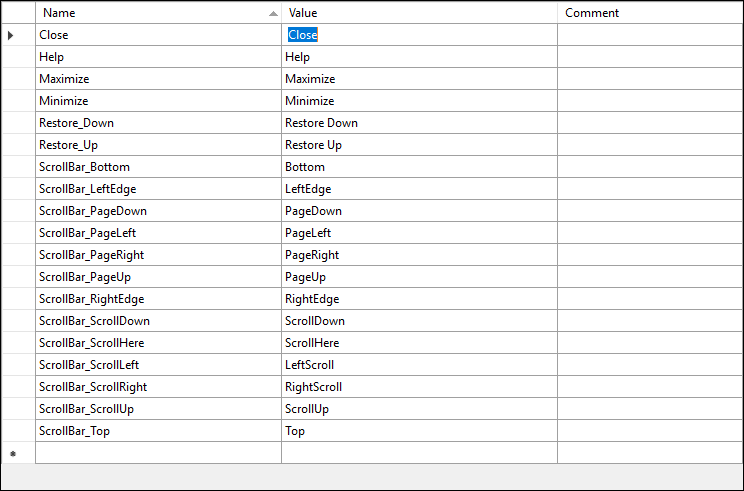 Name Value Comment
Close Close
Help Help
Maximize Maximize
Minimize Minimize
Restore_Down Restore Down
Restore_Up Restore Up
ScrollBar_Bottom Bottom
ScrollBar_LeftEdge LeftEdge
ScrollBar_PageDown PageDown
ScrollBar_PageLeft PageLeft
ScrollBar_PageRight PageRight
ScrollBar_PageUp PageUp
ScrollBar_RightEdge RightEdge
ScrollBar_ScrollDown ScrollDown
ScrollBar_ScrollHere ScrollHere
ScrollBar_ScrollLeft LeftScroll
ScrollBar_ScrollRight RightScroll
ScrollBar_ScrollUp ScrollUp
ScrollBar_Top Top